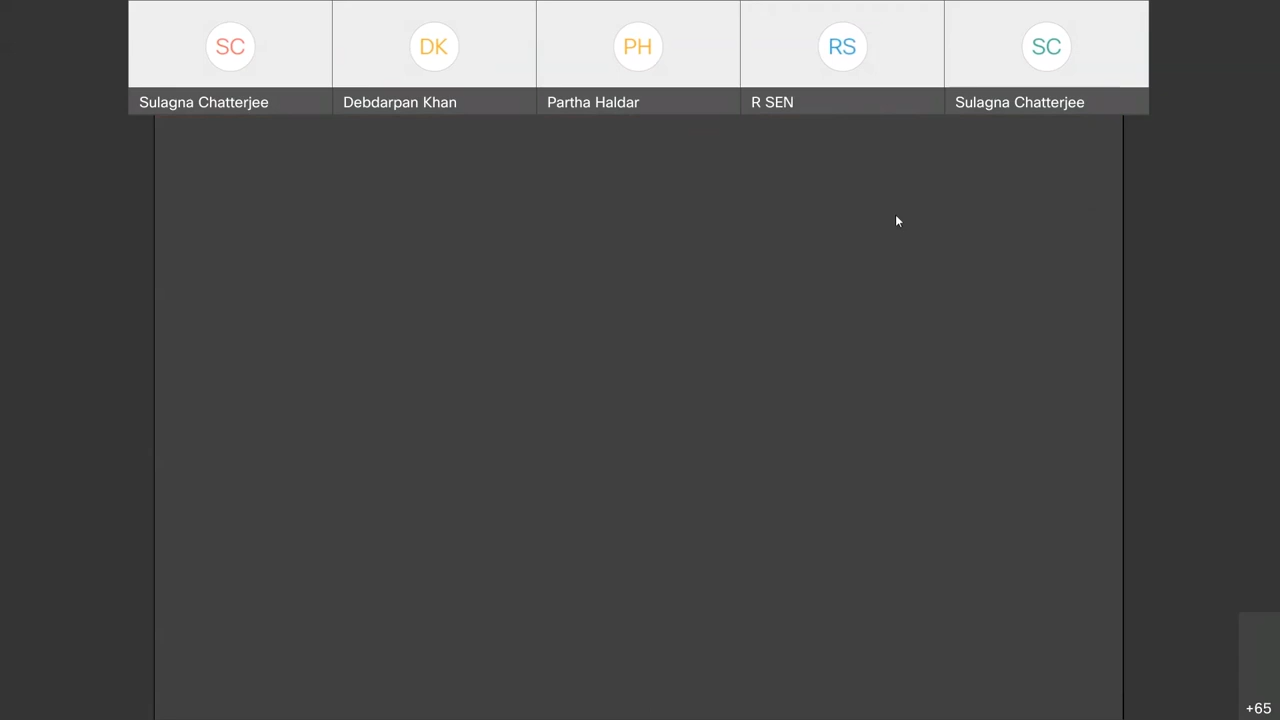 SC DK PH RS SC
Sulagna Chatterjee Debdarpan Khan Partha Haldar R SEN Sulagna Chatterjee
+65